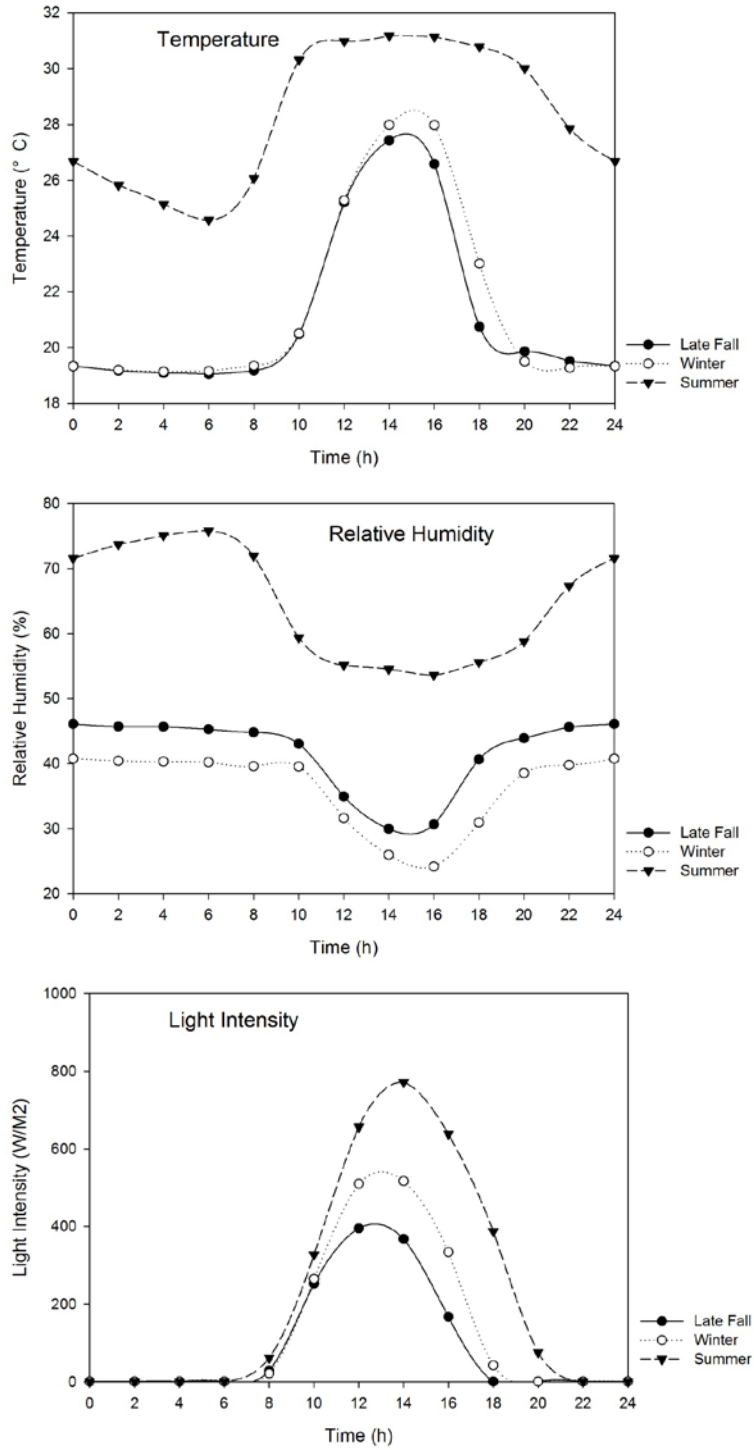 Temperature
32
30
28
26
24
22
20
18
Temperature (° C)
0 2 4 6 8 10 12 14 16 18 20 22 24
Time (h)
Late Fall
Winter
Summer
Relative Humidity
80
70
60
50
40
30
20
Relative Humidity (%)
0 2 4 6 8 10 12 14 16 18 20 22 24
Time (h)
Late Fall
Winter
Summer
Light Intensity
1000
800
600
400
200
0
Light Intensity (W/M2)
0 2 4 6 8 10 12 14 16 18 20 22 24
Time (h)
Late Fall
Winter
Summer